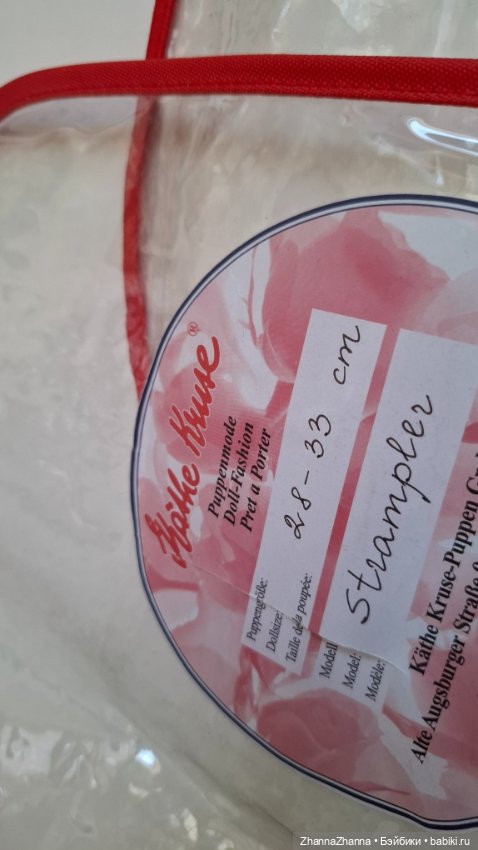 Käthe Kruse®
Puppenmode
Doll-Fashion
Pret a Porter
Puppengröße:
Dollsize:
Taille de la poupée:
28-33 cm
Modell
Model:
Modèle:
Strampler
Käthe Kruse-Puppen
Alte Augsburger Straße
ZhannaZhanna • Бэйбики • babiki.ru